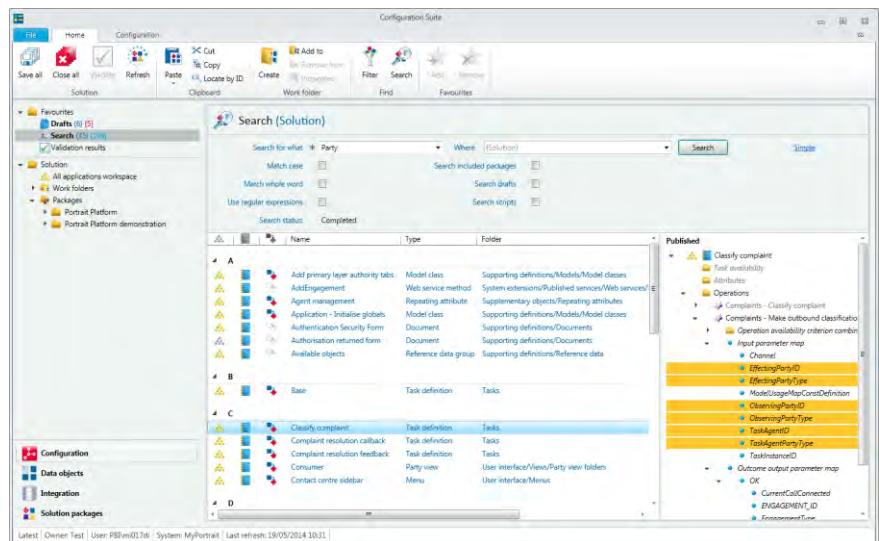 Configuration Suite
File Home Configuration
Save all Close all Validate Refresh Paste Cut Copy Locate by ID Create Add to Remove from Properties Filter Search Add Remove
Solution Clipboard Work folder Find Favourites
Favourites
Drafts (6) [5]
Search (35)
Validation results
Solution
All applications workspace
Work folders
Packages
Portrait Platform
Portrait Platform demonstration
Configuration
Data objects
Integration
Solution packages
Search (Solution)
Search for what Party Where (Solution) Search Simple
Match case Search included packages
Match whole word Search drafts
Use regular expressions Search scripts
Search status Completed
Name Type Folder
A
Add primary layer authority tabs Model class Supporting definitions/Models/Model classes
AddEngagement Web service method System extensions/Published services/Web services/
Agent management Repeating attribute Supplementary objects/Repeating attributes
Application - Initialise globals Model class Supporting definitions/Models/Model classes
Authentication Security Form Document Supporting definitions/Documents
Authorisation returned form Document Supporting definitions/Documents
Available objects Reference data group Supporting definitions/Reference data
B
Base Task definition Tasks
C
Classify complaint Task definition Tasks
Complaint resolution callback Task definition Tasks
Complaint resolution feedback Task definition Tasks
Consumer Party view User interface/Views/Party view folders
Contact centre sidebar Menu User interface/Menus
D
Published
Classify complaint
Task availability
Attributes
Operations
Complaints - Classify complaint
Complaints - Make outbound classificatio
Operation availability criterion combin
Input parameter map
Channel
EffectingPartyID
EffectingPartyType
ModelUsageMapConstDefinition
ObservingPartyID
ObservingPartyType
TaskAgentID
TaskAgentPartyType
TaskInstanceID
Outcome output parameter map
OK
CurrentCallConnected
ENGAGEMENT_ID
EngagementType
Latest Owner: Test User: PBI\mi017di System: MyPortrait Last refresh: 19/05/2014 10:31